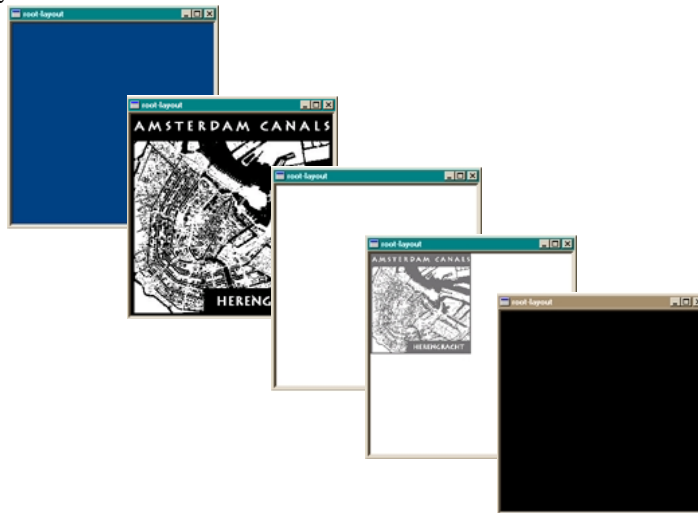 root-layout
root-layout
AMSTERDAM CANALS
HERENG
root-layout
root-layout
AMSTERDAM CANALS
HERENGRACHT
root-layout